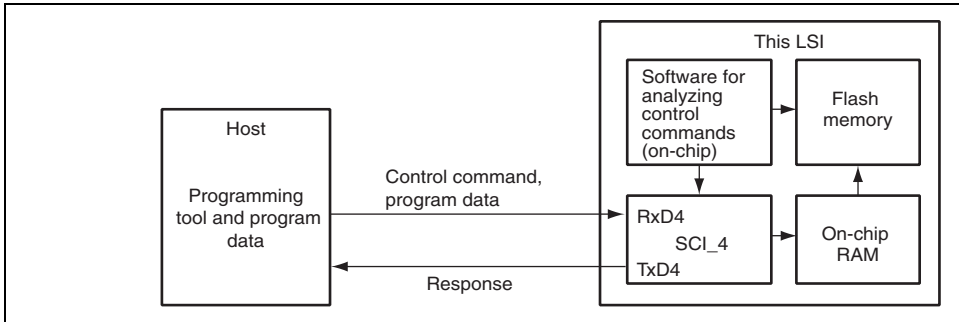 This LSI
Software for
analyzing
control
commands
(on-chip)
Flash
memory
Host
Programming
tool and program
data
Control command,
program data
RxD4
SCI_4
TxD4
On-chip
RAM
Response